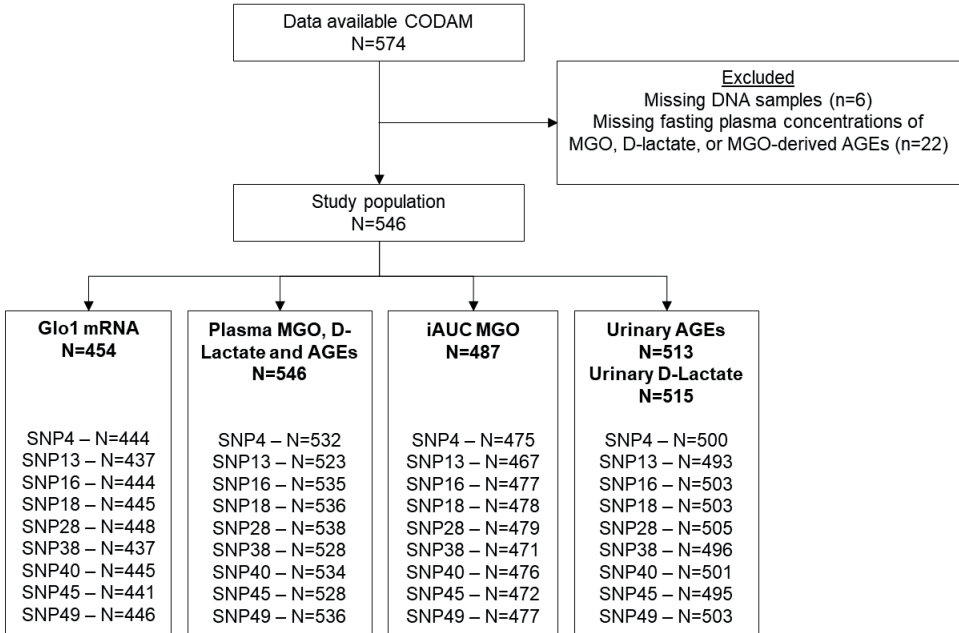 Data available CODAM
N=574
Excluded
Missing DNA samples (n=6)
Missing fasting plasma concentrations of
MGO, D-lactate, or MGO-derived AGEs (n=22)
Study population
N=546
Glo1 mRNA
N=454
SNP4 – N=444
SNP13 – N=437
SNP16 – N=444
SNP18 – N=445
SNP28 – N=448
SNP38 – N=437
SNP40 – N=445
SNP45 – N=441
SNP49 – N=446
Plasma MGO, D-
Lactate and AGEs
N=546
SNP4 – N=532
SNP13 – N=523
SNP16 – N=535
SNP18 – N=536
SNP28 – N=538
SNP38 – N=528
SNP40 – N=534
SNP45 – N=528
SNP49 – N=536
iAUC MGO
N=487
SNP4 – N=475
SNP13 – N=467
SNP16 – N=477
SNP18 – N=478
SNP28 – N=479
SNP38 – N=471
SNP40 – N=476
SNP45 – N=472
SNP49 – N=477
Urinary AGEs
N=513
Urinary D-Lactate
N=515
SNP4 – N=500
SNP13 – N=493
SNP16 – N=503
SNP18 – N=503
SNP28 – N=505
SNP38 – N=496
SNP40 – N=501
SNP45 – N=495
SNP49 – N=503